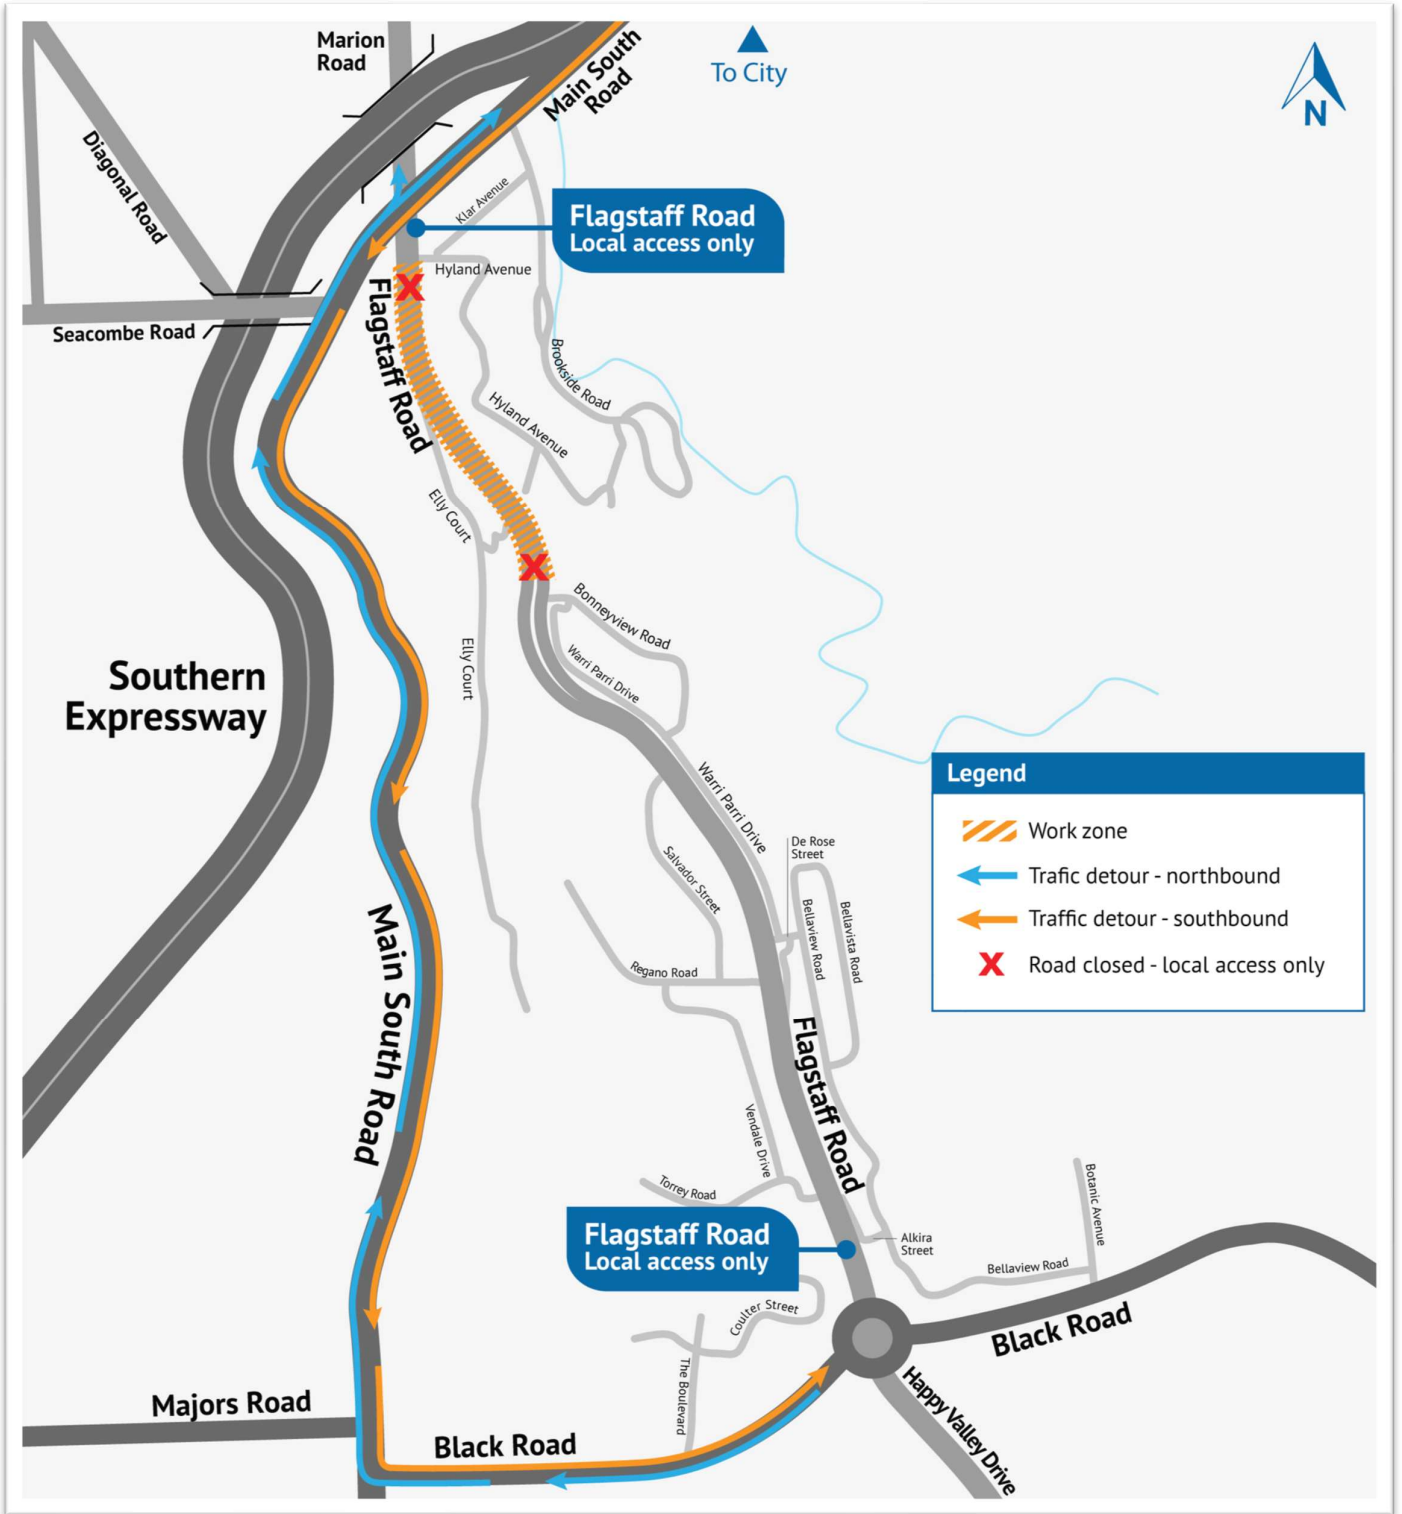 Marion
Road
To City
Main South
Road
N
Diagonal Road
Klar Avenue
Flagstaff Road
Local access only
Hyland Avenue
Seacombe Road
Flagstaff Road
Brookside Road
Hyland Avenue
Elly Court
Bonneyview Road
Elly Court
Warri Parri Drive
Southern
Expressway
Warri Parri Drive
Legend
Work zone
Trafic detour - northbound
Traffic detour - southbound
Road closed - local access only
De Rose
Street
Salvador Street
Bellaview Road
Bellavista Road
Main South Road
Regano Road
Flagstaff Road
Vendale Drive
Torrey Road
Botanic Avenue
Flagstaff Road
Local access only
Alkira
Street
Bellaview Road
Coulter Street
Black Road
The Boulevard
Happy Valley Drive
Majors Road
Black Road